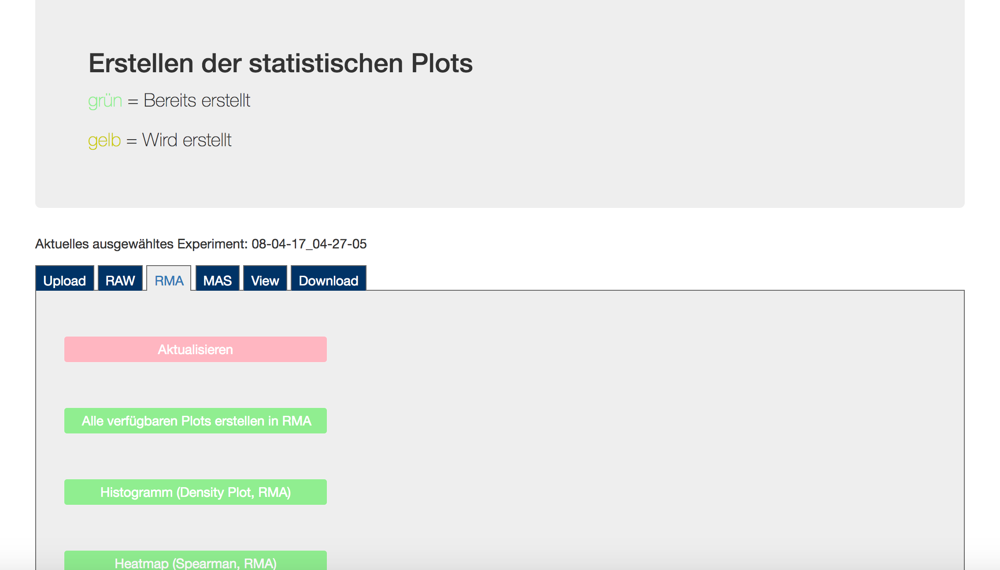 Erstellen der statistischen Plots
grün = Bereits erstellt
gelb = Wird erstellt
Aktuelles ausgewähltes Experiment: 08-04-17_04-27-05
Upload RAW RMA MAS View Download
Aktualisieren
Alle verfügbaren Plots erstellen in RMA
Histogramm (Density Plot, RMA)
Heatmap (Spearman, RMA)